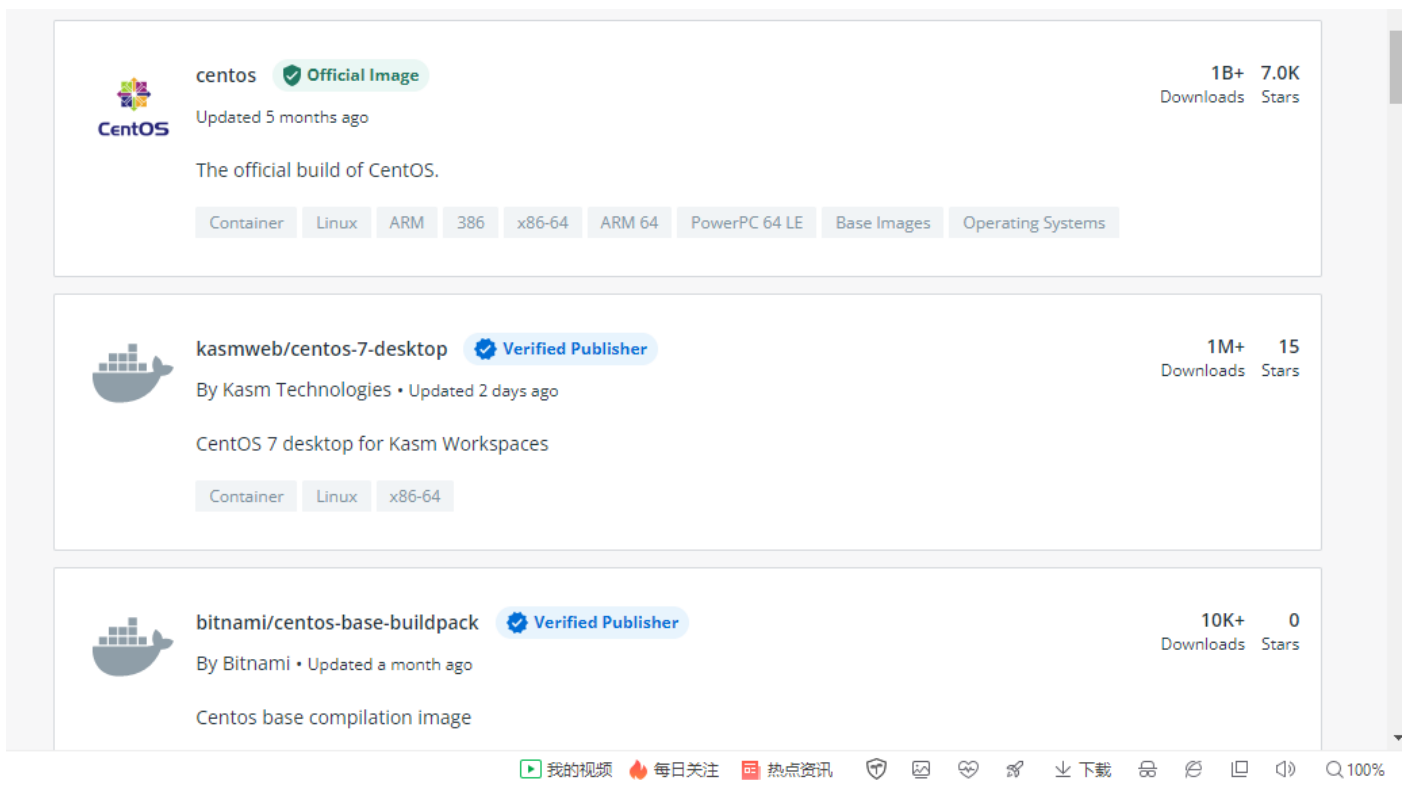 centos Official Image
1B+ 7.0K
Downloads Stars
Updated 5 months ago
CentOS
The official build of CentOS.
Container Linux ARM 386 x86-64 ARM 64 PowerPC 64 LE Base Images Operating Systems
kasmweb/centos-7-desktop Verified Publisher
1M+ 15
Downloads Stars
By Kasm Technologies • Updated 2 days ago
CentOS 7 desktop for Kasm Workspaces
Container Linux x86-64
bitnami/centos-base-buildpack Verified Publisher
10K+ 0
Downloads Stars
By Bitnami • Updated a month ago
Centos base compilation image
我的视频 每日关注 热点资讯 下载 100%